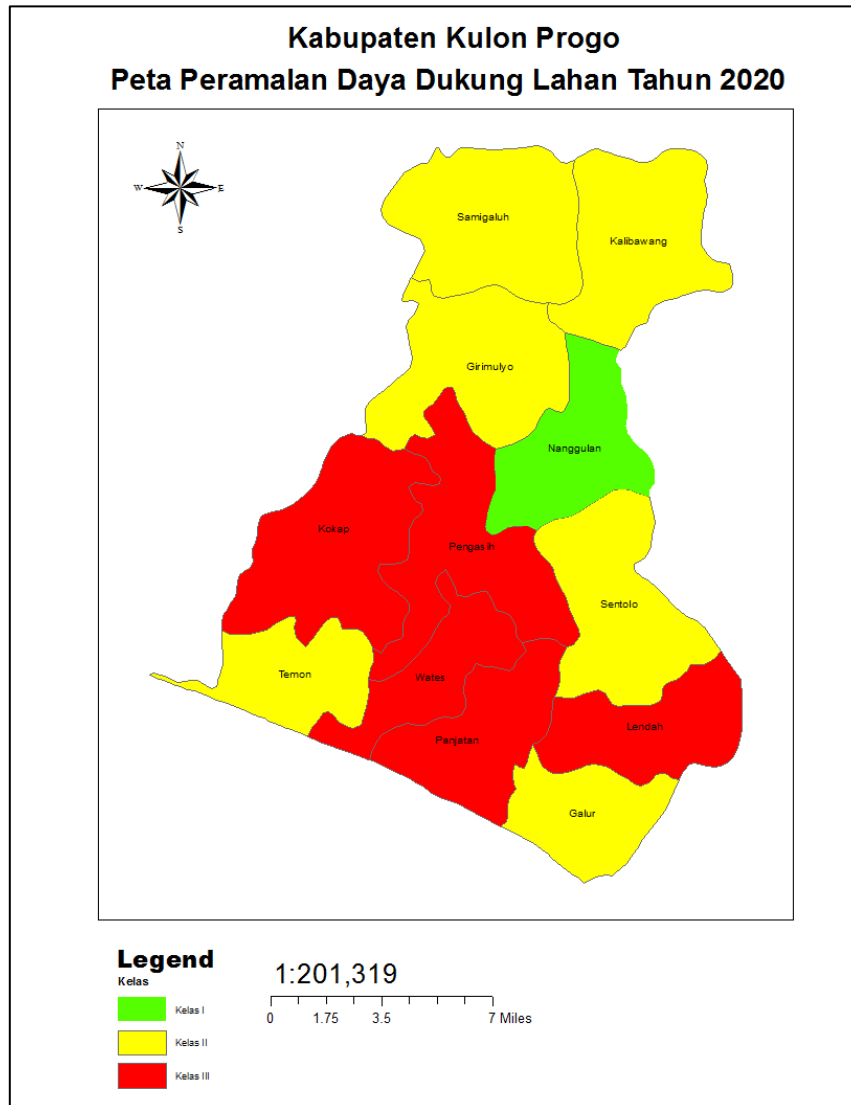 Kabupaten Kulon Progo
Peta Peramalan Daya Dukung Lahan Tahun 2020
N
W
E
S
Samigaluh
Kalibawang
Girimulyo
Nanggulan
Kokap
Pengasih
Sentolo
Temon
Wates
Lendah
Panjatan
Galur
Legend
Kelas
Kelas I
Kelas II
Kelas III
1:201,319
0 1.75 3.5 7 Miles